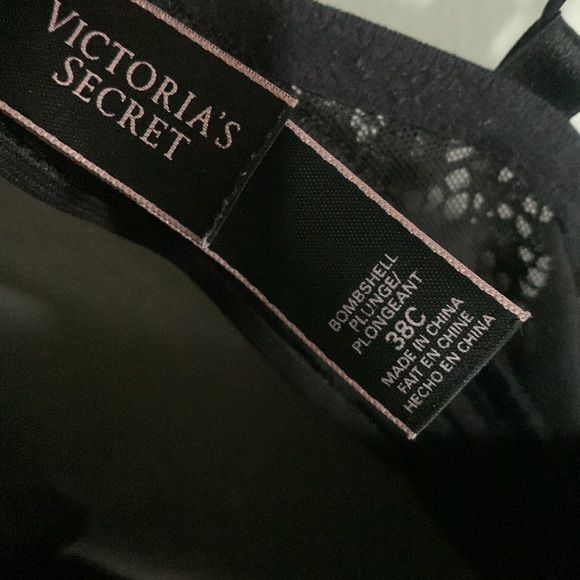 VICTORIA'S
SECRET
BOMBSHELL
PLUNGE/
PLONGEANT
38C
MADE IN CHINA
FAIT EN CHINE
HECHO EN CHINA